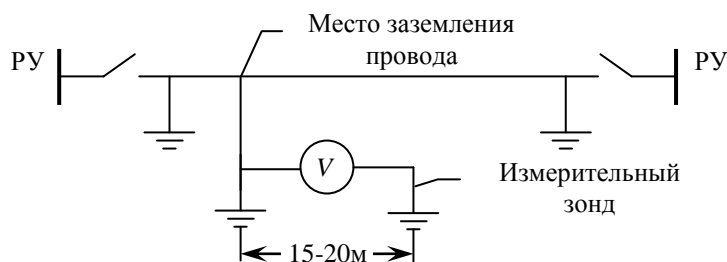 Место заземления
провода
РУ
РУ
V
Измерительный
зонд
15-20м